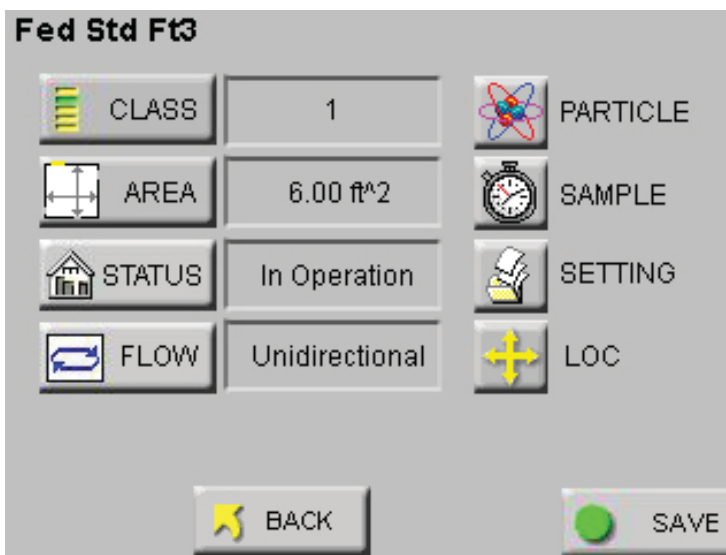 Fed Std Ft3
CLASS 1 PARTICLE
AREA 6.00 ft^2 SAMPLE
STATUS In Operation SETTING
FLOW Unidirectional LOC
BACK SAVE